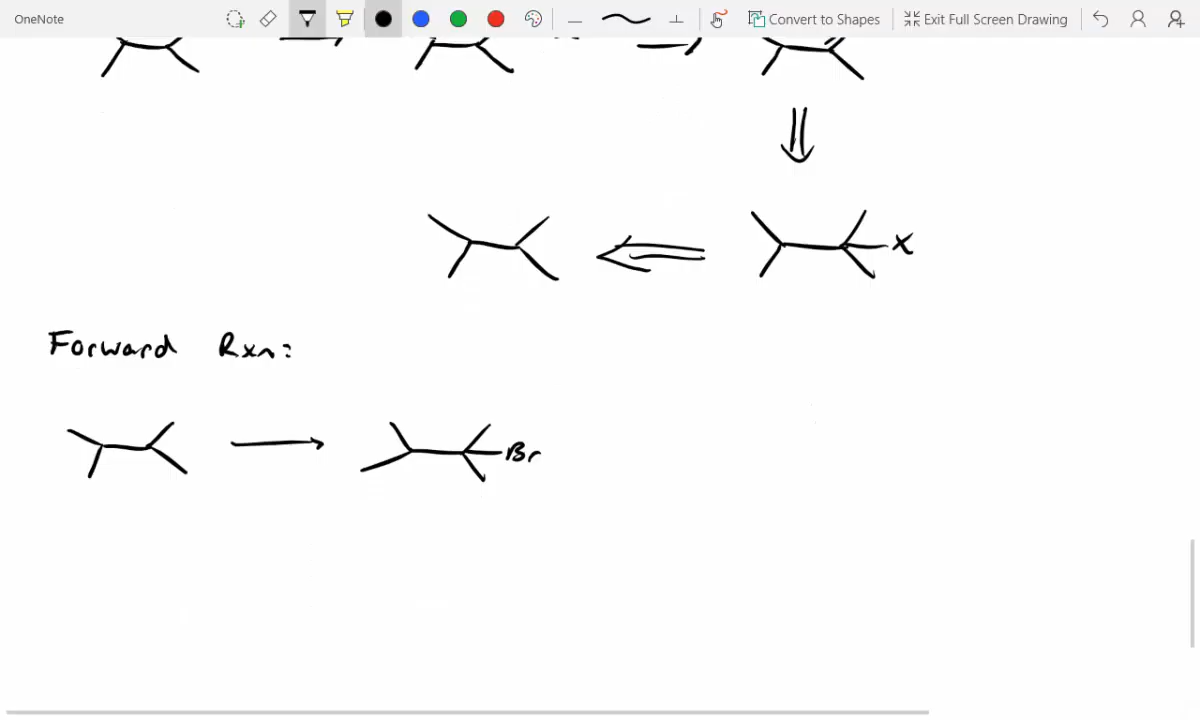 OneNote Convert to Shapes Exit Full Screen Drawing
X
Forward Rxn:
Br